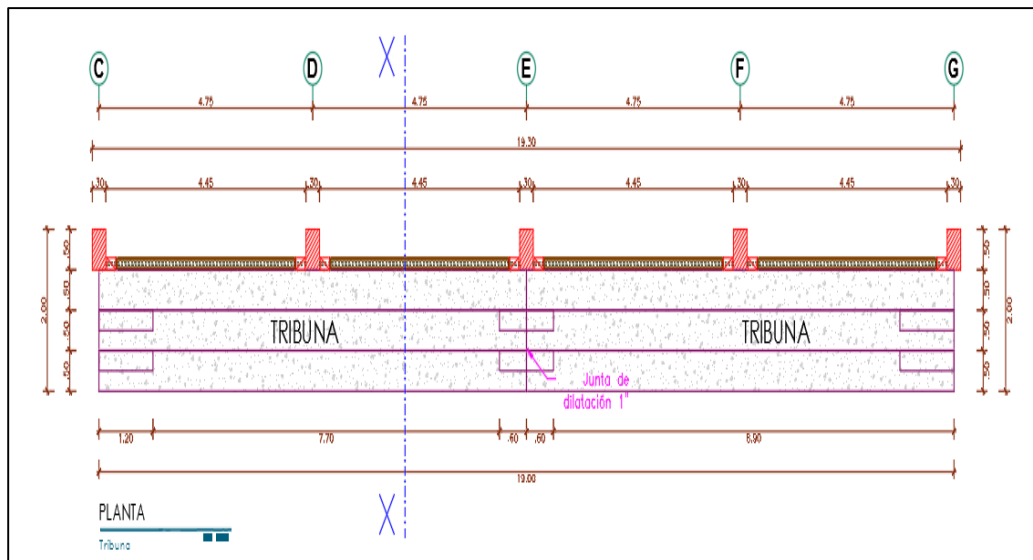 C D E F G
X
4.75 4.75 4.75 4.75
19.30
.30 4.45 .30 4.45 .30 4.45 .30 4.45 .30
2.00 .50 .50 .50 .50
.50 .50 .50 .50 2.00
TRIBUNA TRIBUNA
Junta de
dilatación 1"
1.20 7.70 .60 .60 8.90
19.00
X
PLANTA
Tribuna